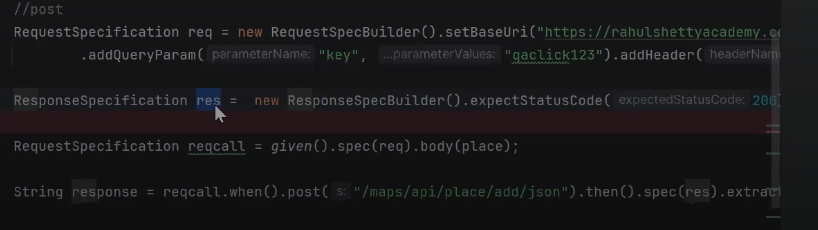 //post
RequestSpecification req = new RequestSpecBuilder().setBaseUri("https://rahulshettyacademy.c
.addQueryParam( parameterName: "key", ...parameterValues: "qaclick123").addHeader( headerNam
ResponseSpecification res = new ResponseSpecBuilder().expectStatusCode( expectedStatusCode: 200
RequestSpecification reqcall = given().spec(req).body(place);
String response = reqcall.when().post( s: "/maps/api/place/add/json").then().spec(res).extrac